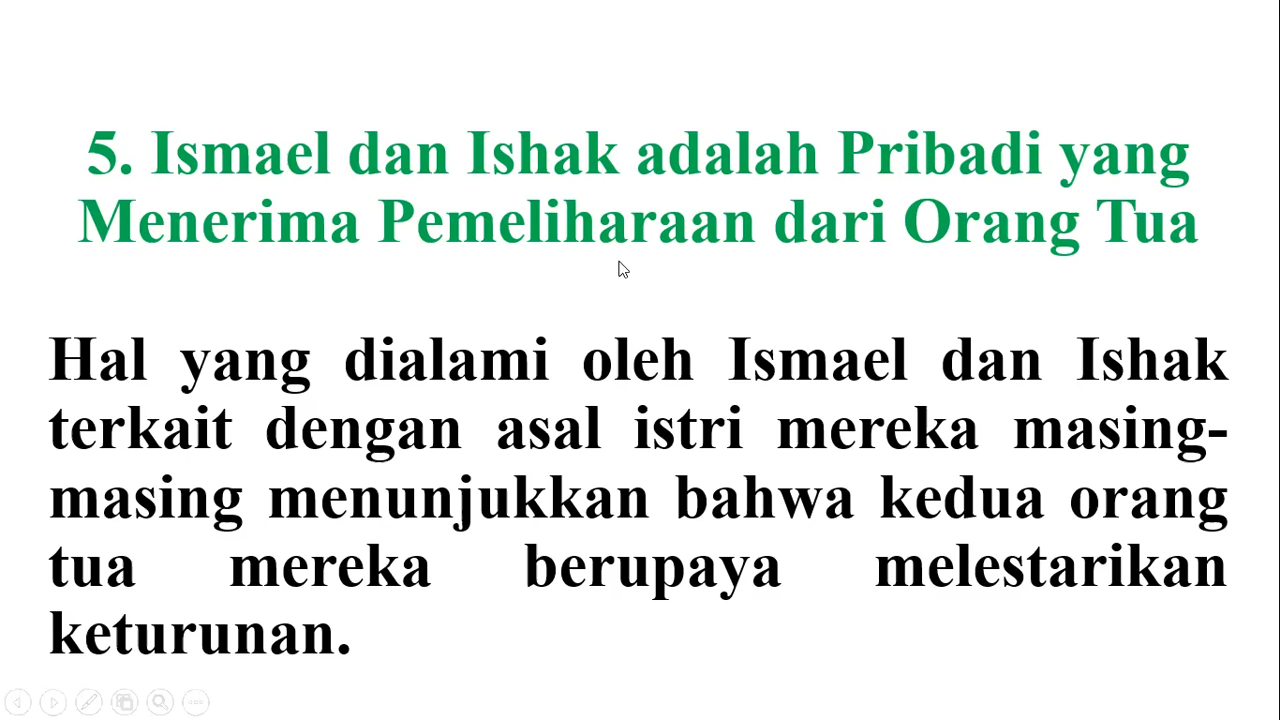 5. Ismael dan Ishak adalah Pribadi yang
Menerima Pemeliharaan dari Orang Tua
Hal yang dialami oleh Ismael dan Ishak
terkait dengan asal istri mereka masing-
masing menunjukkan bahwa kedua orang
tua mereka berupaya melestarikan
keturunan.